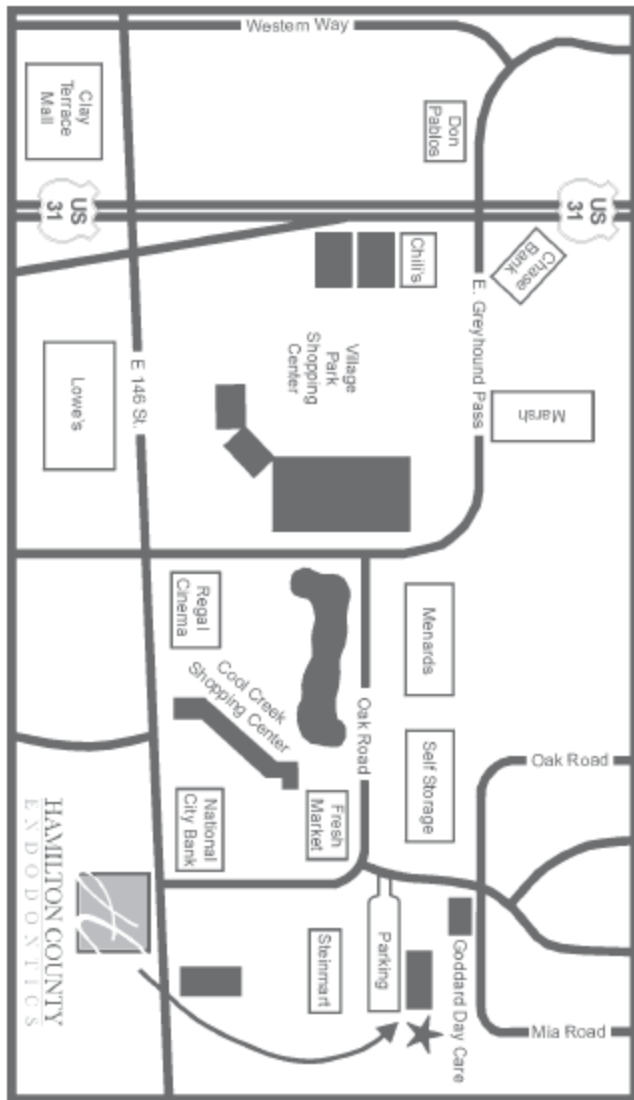 Western Way
Clay
Terrace
Mall
Don
Pablos
US
31
US
31
Chili's
Chase
Bank
E. Greyhound Pass
Village
Park
Shopping
Center
Marsh
E 146 St.
Lowe's
Regal
Cinema
Menards
Cool Creek
Shopping Center
Oak Road
Self Storage
Oak Road
National
City Bank
Fresh
Market
HAMILTON COUNTY
ENDODONTICS
Steinmart
Parking
Goddard Day Care
Mia Road